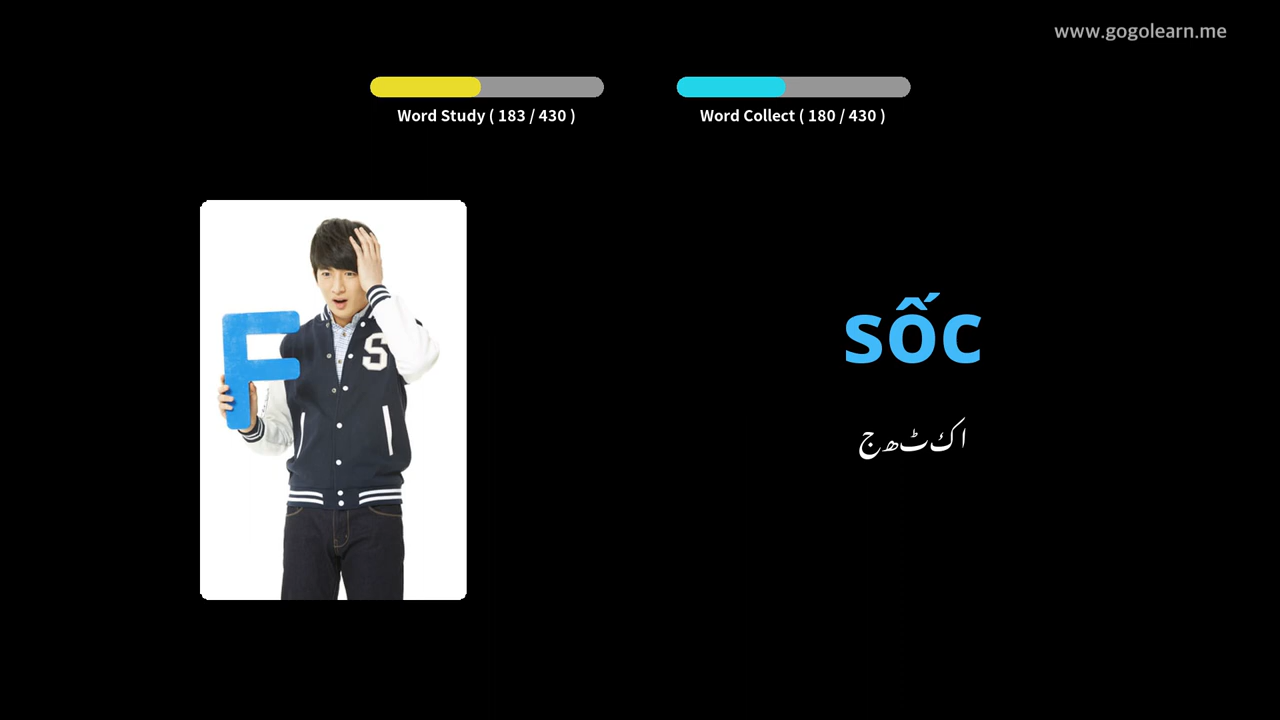 www.gogolearn.me
Word Study ( 183 / 430 )
Word Collect ( 180 / 430 )
F
S
sốc
اکٹھج